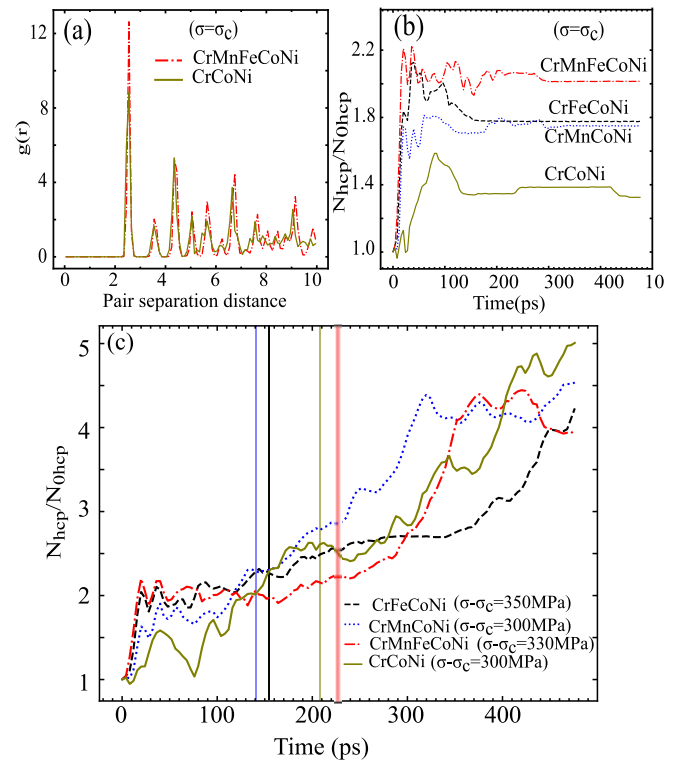 (a)
(σ=σc)
CrMnFeCoNi
CrCoNi
12
8
4
0
g(r)
0 2 4 6 8 10
Pair separation distance
(b)
(σ=σc)
CrMnFeCoNi
CrFeCoNi
CrMnCoNi
CrCoNi
2.2
1.8
1.4
1.0
Nhcp/N0hcp
0 100 200 300 400 10
Time(ps)
(c)
5
4
3
2
1
Nhcp/N0hcp
CrFeCoNi (σ-σc=350MPa)
CrMnCoNi (σ-σc=300MPa)
CrMnFeCoNi (σ-σc=330MPa)
CrCoNi (σ-σc=300MPa)
0 100 200 300 400
Time (ps)